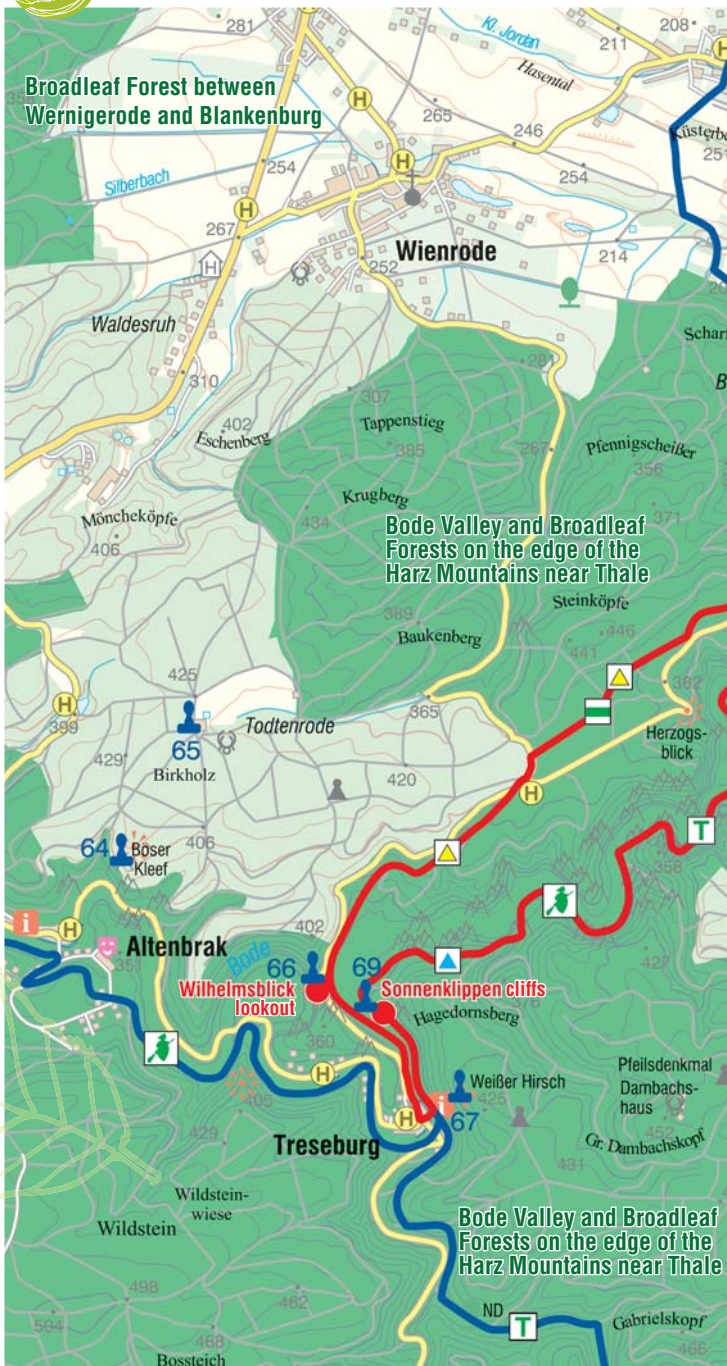 281
Kl. Jordan
211
208
H
Hasental
Broadleaf Forest between
Wernigerode and Blankenburg
H
265
246
H
254
254
Silberbach
H
267
H
Wienrode
252
214
Waldesruh
310
281
307
402
Eschenberg
Tappenstieg
385
267
Pfennigscheißer
356
Krugberg
434
371
Möncheköpfe
406
Bode Valley and Broadleaf
Forests on the edge of the
Harz Mountains near Thale
Steinköpfe
389
446
441
Baukenberg
425
382
365
H
399
65
Todtenrode
Herzogs-
blick
429
Birkholz
420
H
T
64
Böser
Kleef
406
358
i
H
402
Altenbrak
351
Bode
427
66
69
Wilhelmsblick
lookout
Sonnenklippen cliffs
Hagedornsberg
360
H
Pfeilsdenkmal
Weißer Hirsch
405
Dambachs-
haus
i
425
H
67
452
429
Treseburg
Gr. Dambachskopf
431
Wildstein-
wiese
Wildstein
Bode Valley and Broadleaf
Forests on the edge of the
Harz Mountains near Thale
498
462
ND
T
Gabrielskopf
504
468
465
Bossteich